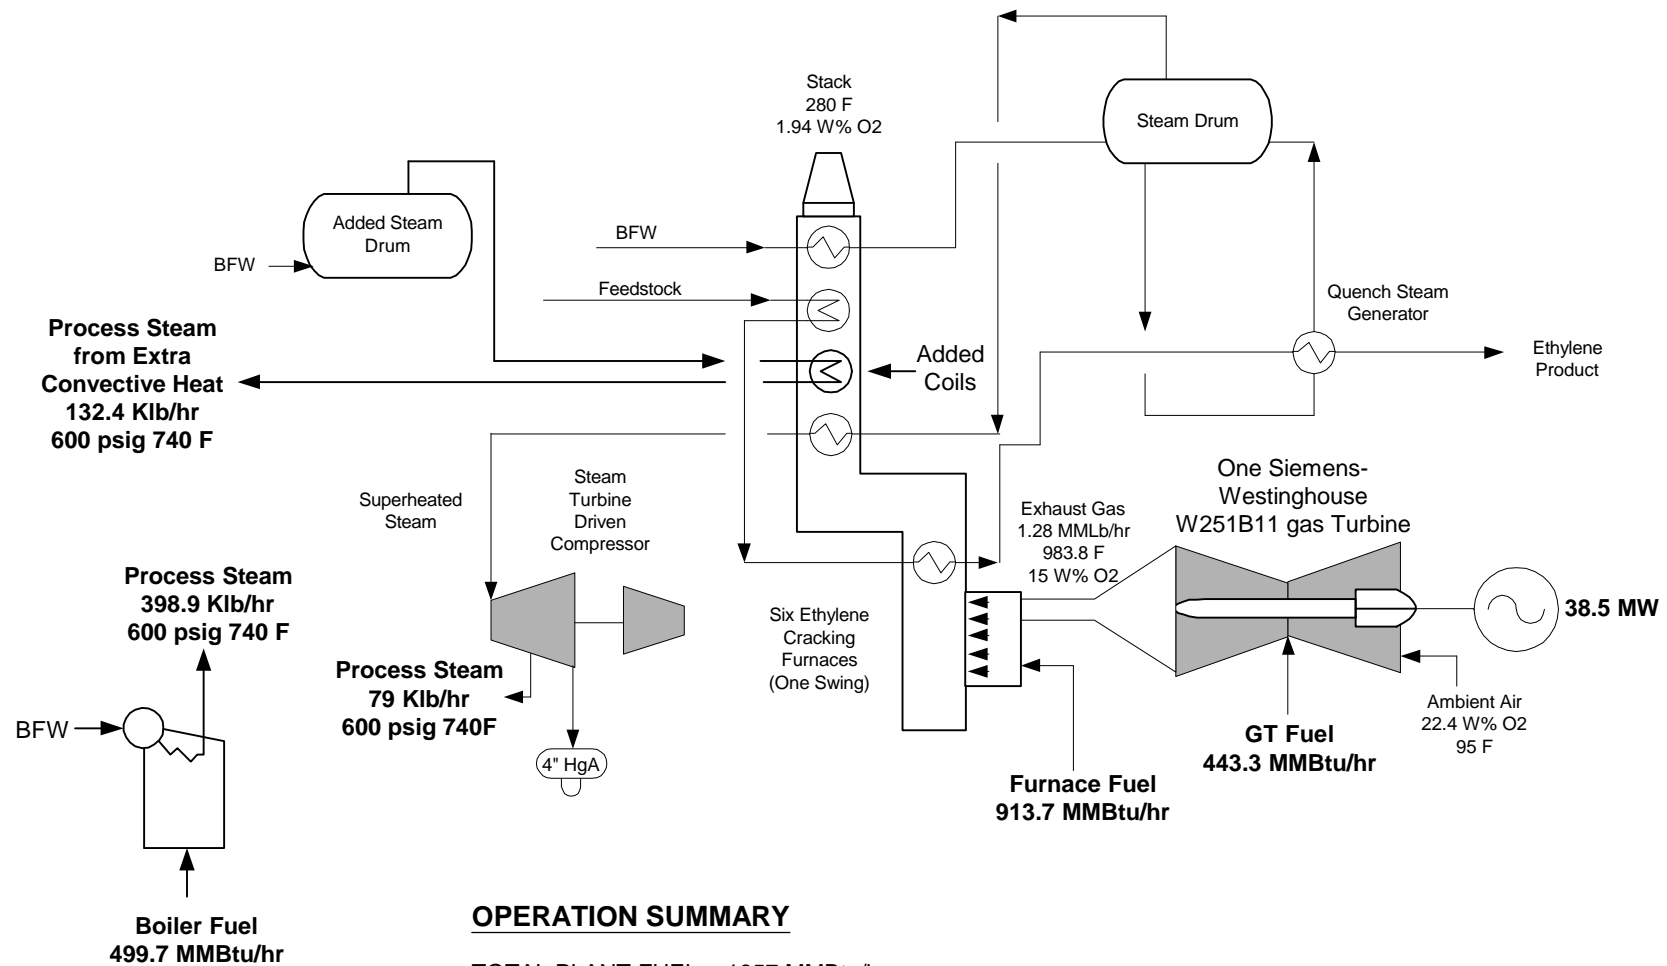 Stack
280 F
1.94 W% O2
Steam Drum
Added Steam
Drum
BFW
BFW
Feedstock
Quench Steam
Generator
Ethylene
Product
Process Steam
from Extra
Convective Heat
132.4 Klb/hr
600 psig 740 F
Added
Coils
Superheated
Steam
Steam
Turbine
Driven
Compressor
Exhaust Gas
1.28 MMLb/hr
983.8 F
15 W% O2
One Siemens-
Westinghouse
W251B11 gas Turbine
38.5 MW
Process Steam
398.9 Klb/hr
600 psig 740 F
Six Ethylene
Cracking
Furnaces
(One Swing)
Process Steam
79 Klb/hr
600 psig 740F
Ambient Air
22.4 W% O2
95 F
BFW
4" HgA
GT Fuel
443.3 MMBtu/hr
Furnace Fuel
913.7 MMBtu/hr
Boiler Fuel
499.7 MMBtu/hr
OPERATION SUMMARY